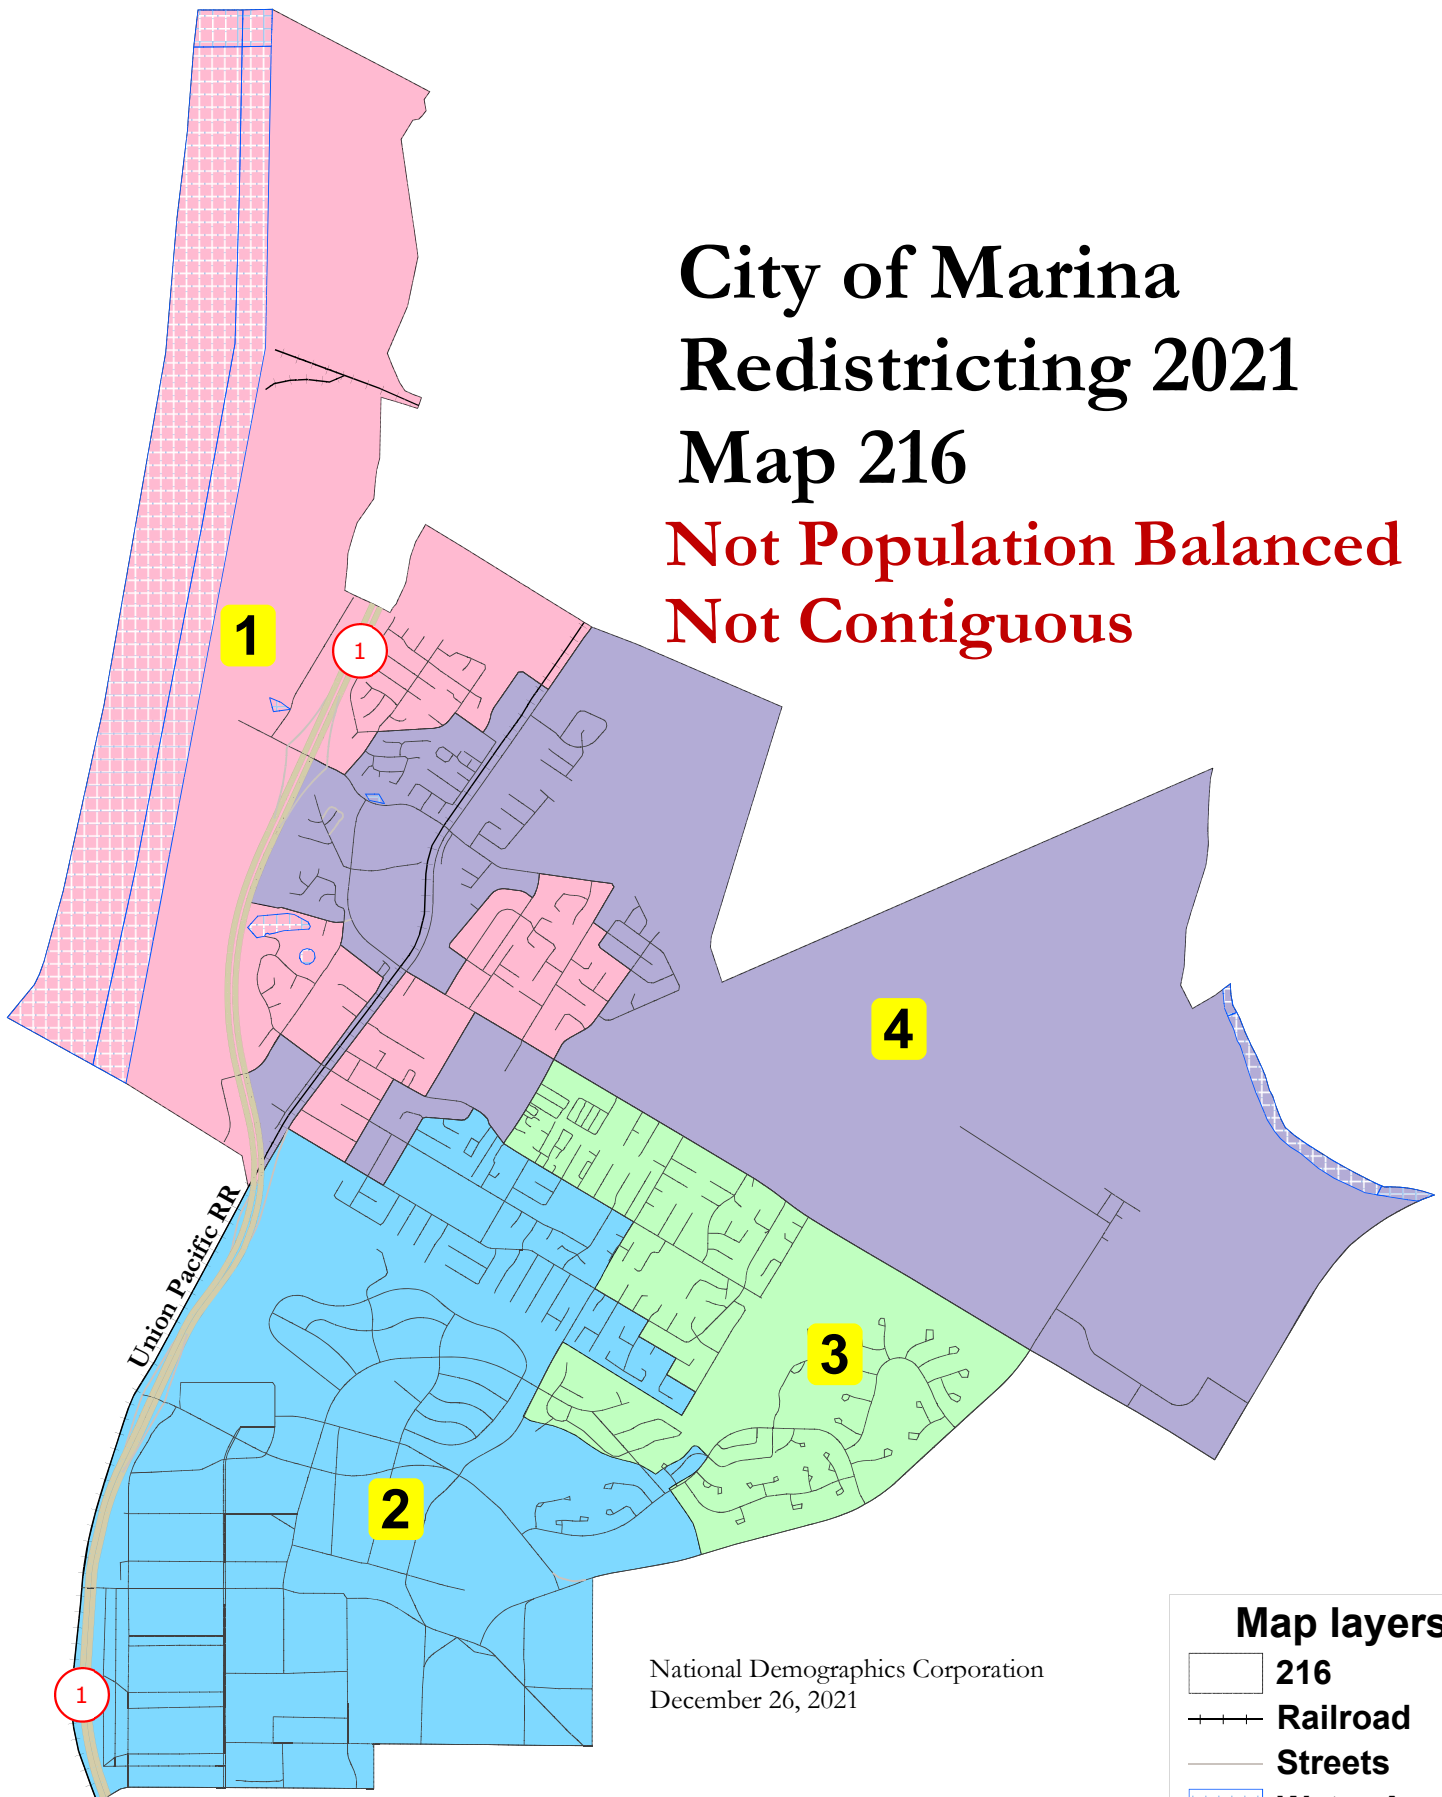 City of Marina
Redistricting 2021
Map 216
Not Population Balanced
Not Contiguous
1
1
4
Union Pacific RR
3
2
1
National Demographics Corporation
December 26, 2021
Map layers
216
Railroad
Streets